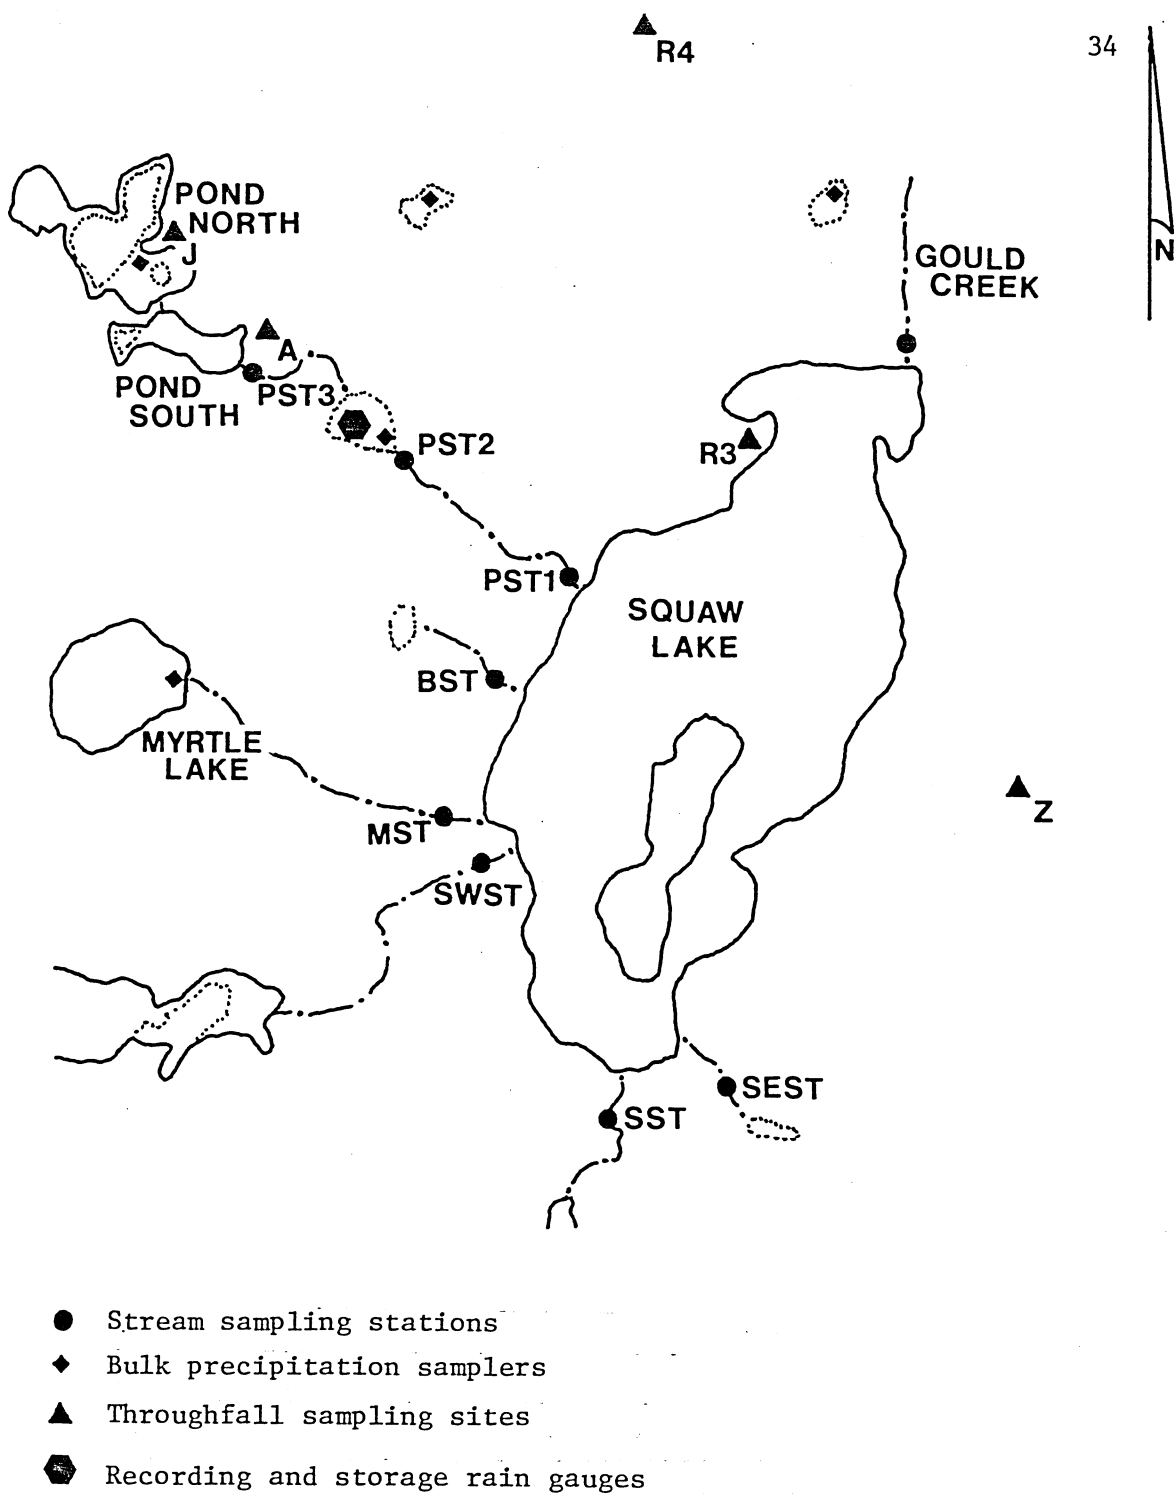 34
R4
N
POND
NORTH
J
GOULD
CREEK
A
POND
SOUTH
PST3
PST2
R3
PST1
SQUAW
LAKE
BST
MYRTLE
LAKE
Z
MST
SWST
SEST
SST
Stream sampling stations
Bulk precipitation samplers
Throughfall sampling sites
Recording and storage rain gauges